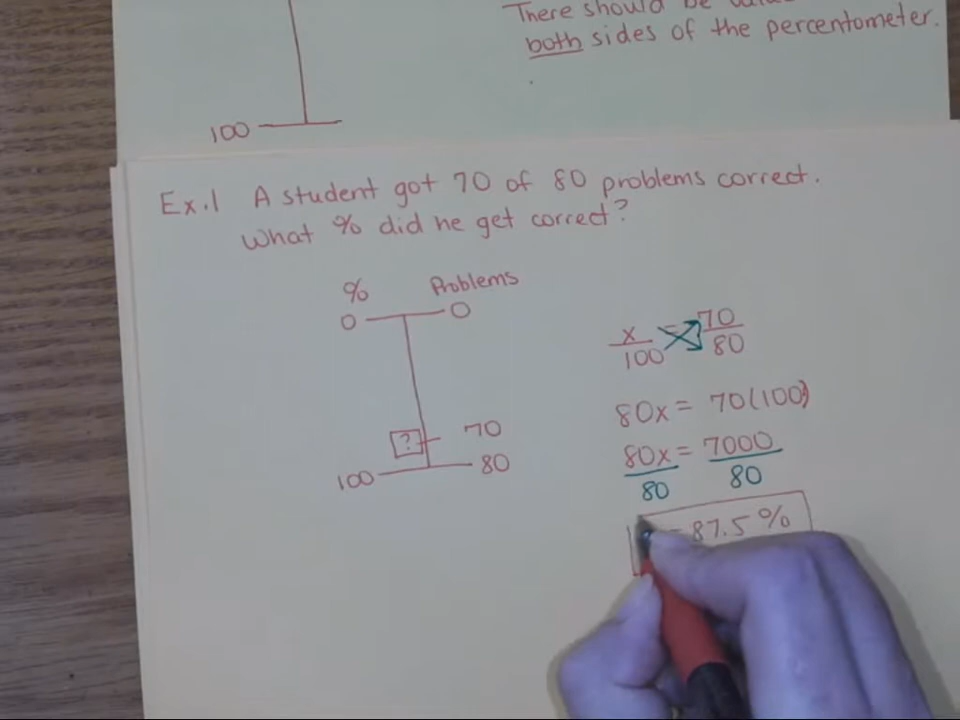 There should be
both sides of the percentometer.
100
Ex.1 A student got 70 of 80 problems correct.
What % did he get correct?
% Problems
0 0
? 70
100 80
x/100 = 70/80
80x = 70(100)
80x/80 = 7000/80
= 87.5%